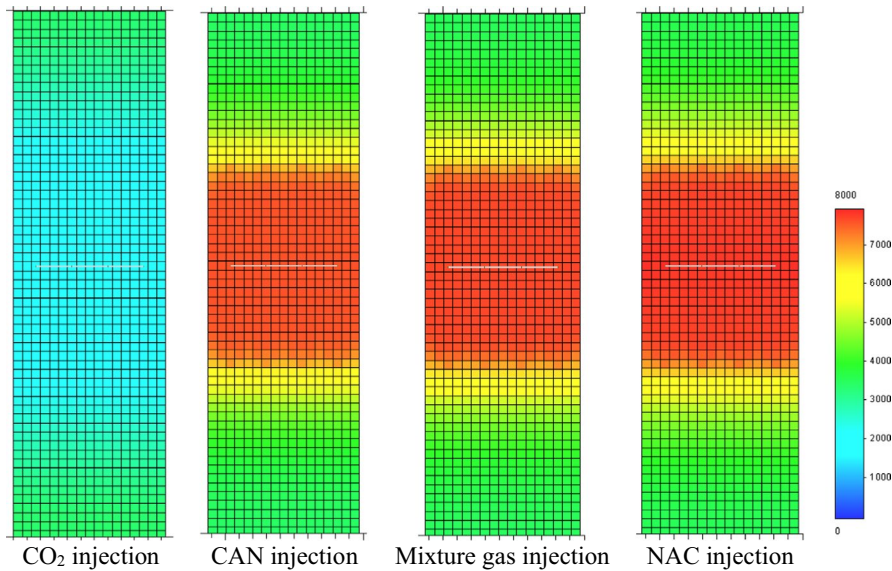 8000
7000
6000
5000
4000
3000
2000
1000
0
CO₂ injection
CAN injection
Mixture gas injection
NAC injection